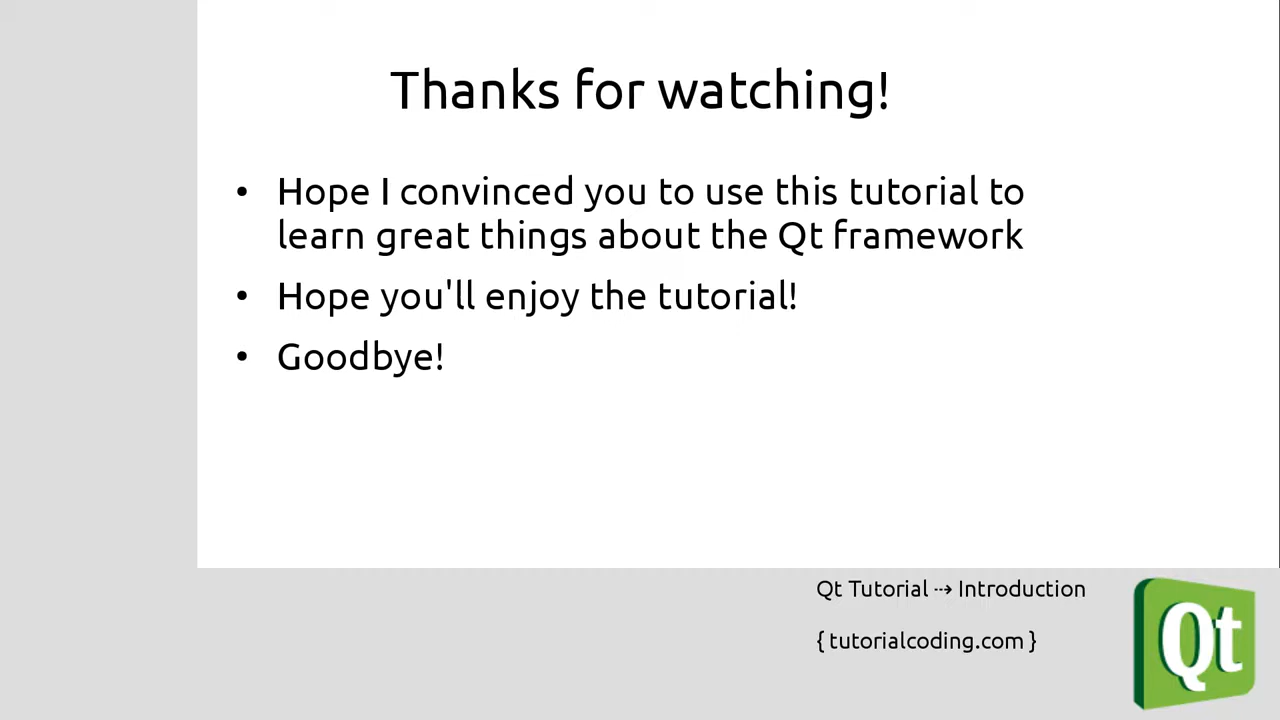 Thanks for watching!
• Hope I convinced you to use this tutorial to
learn great things about the Qt framework
• Hope you'll enjoy the tutorial!
• Goodbye!
Qt Tutorial ⇢ Introduction
{ tutorialcoding.com }
Qt